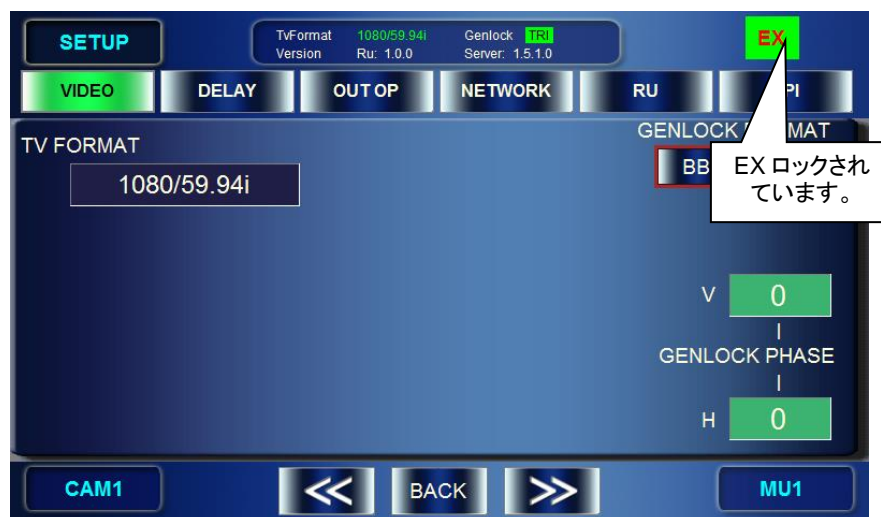 SETUP
TvFormat 1080/59.94i Genlock TRI
Version Ru: 1.0.0 Server: 1.5.1.0
EX
VIDEO DELAY OUT OP NETWORK RU PI
TV FORMAT
1080/59.94i
GENLOCK MAT
BB
EX ロックされ
ています。
V 0
GENLOCK PHASE
H 0
CAM1 << BACK >> MU1